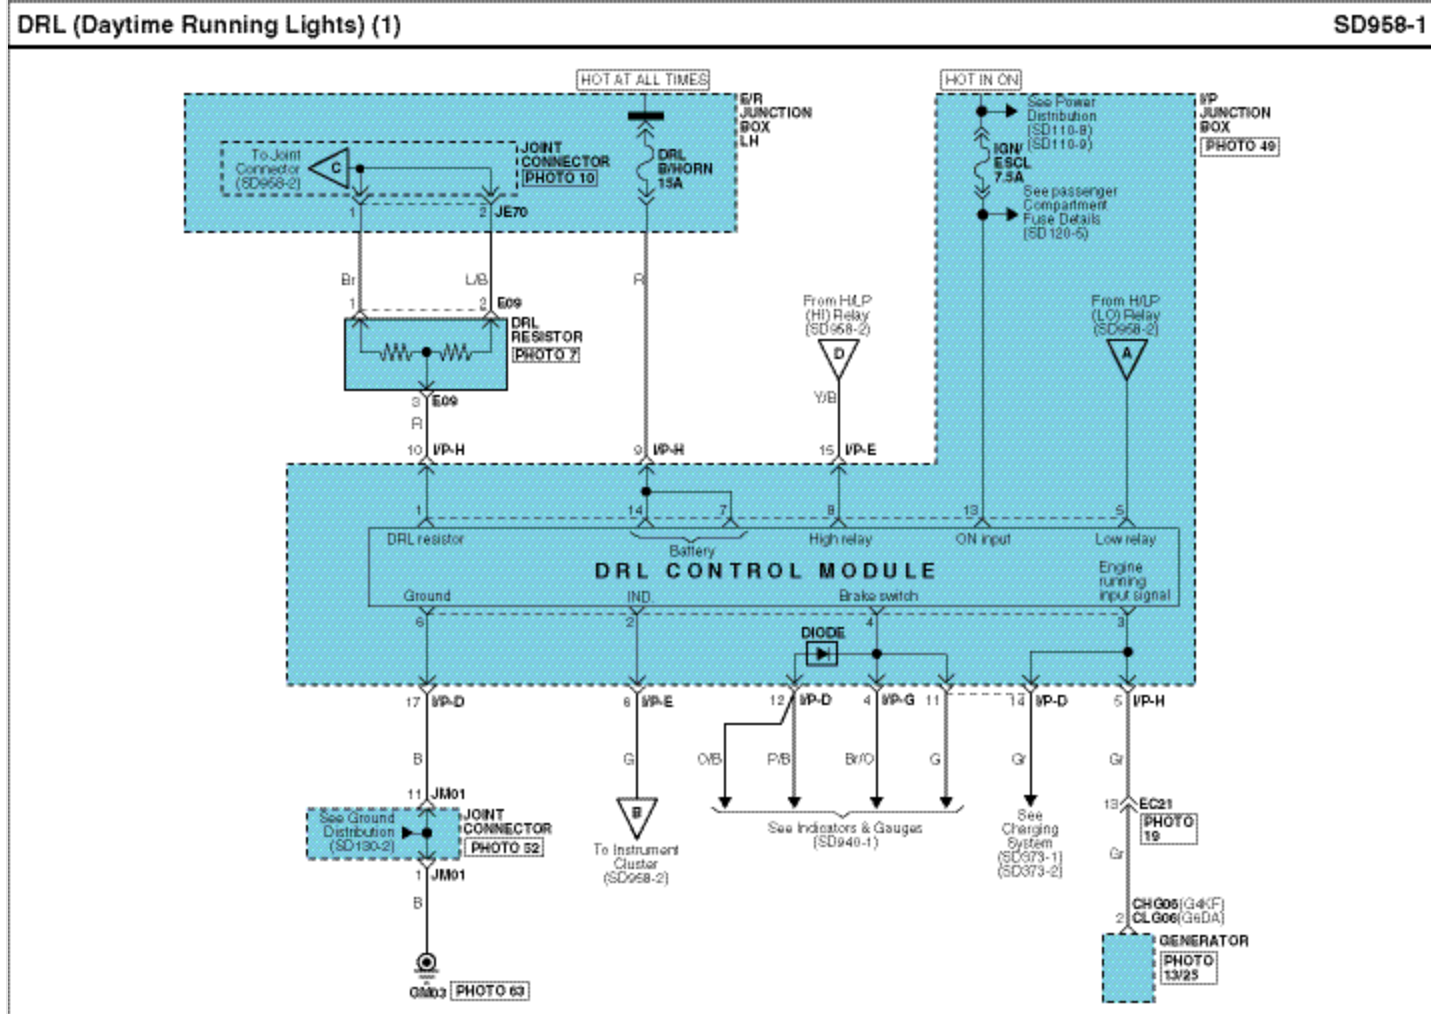 DRL (Daytime Running Lights) (1)
SD958-1
HOT AT ALL TIMES
HOT IN ON
E/R
JUNCTION
BOX
LH
I/P
JUNCTION
BOX
PHOTO 49
See Power
Distribution
(SD110-8)
(SD110-9)
IGN/
ESCL
7.5A
See passenger
Compartment
Fuse Details
(SD120-5)
To Joint
Connector
(SD958-2)
C
JOINT
CONNECTOR
PHOTO 10
DRL
B/HORN
15A
1
2
JE70
Br
L/B
R
1
2
E09
DRL
RESISTOR
PHOTO 7
From H/LP
(HI) Relay
(SD958-2)
D
From H/LP
(LO) Relay
(SD958-2)
A
3
E09
R
Y/B
10
I/P-H
9
I/P-H
15
I/P-E
1
14
7
8
13
5
DRL resistor
Battery
High relay
ON input
Low relay
DRL CONTROL MODULE
Engine
running
input signal
Ground
IND.
Brake switch
6
2
4
3
DIODE
17
I/P-D
6
I/P-E
12
I/P-D
4
I/P-G
11
14
I/P-D
5
I/P-H
B
G
O/B
P/B
Br/O
G
Gr
Gr
11
JM01
See Ground
Distribution
(SD130-2)
JOINT
CONNECTOR
PHOTO 52
B
To Instrument
Cluster
(SD958-2)
See Indicators & Gauges
(SD940-1)
See
Charging
System
(SD373-1)
(SD373-2)
13
EC21
PHOTO
19
Gr
1
JM01
B
CHG06(G4KF)
2
CLG06(G6DA)
GENERATOR
PHOTO
13/25
GM03
PHOTO 63